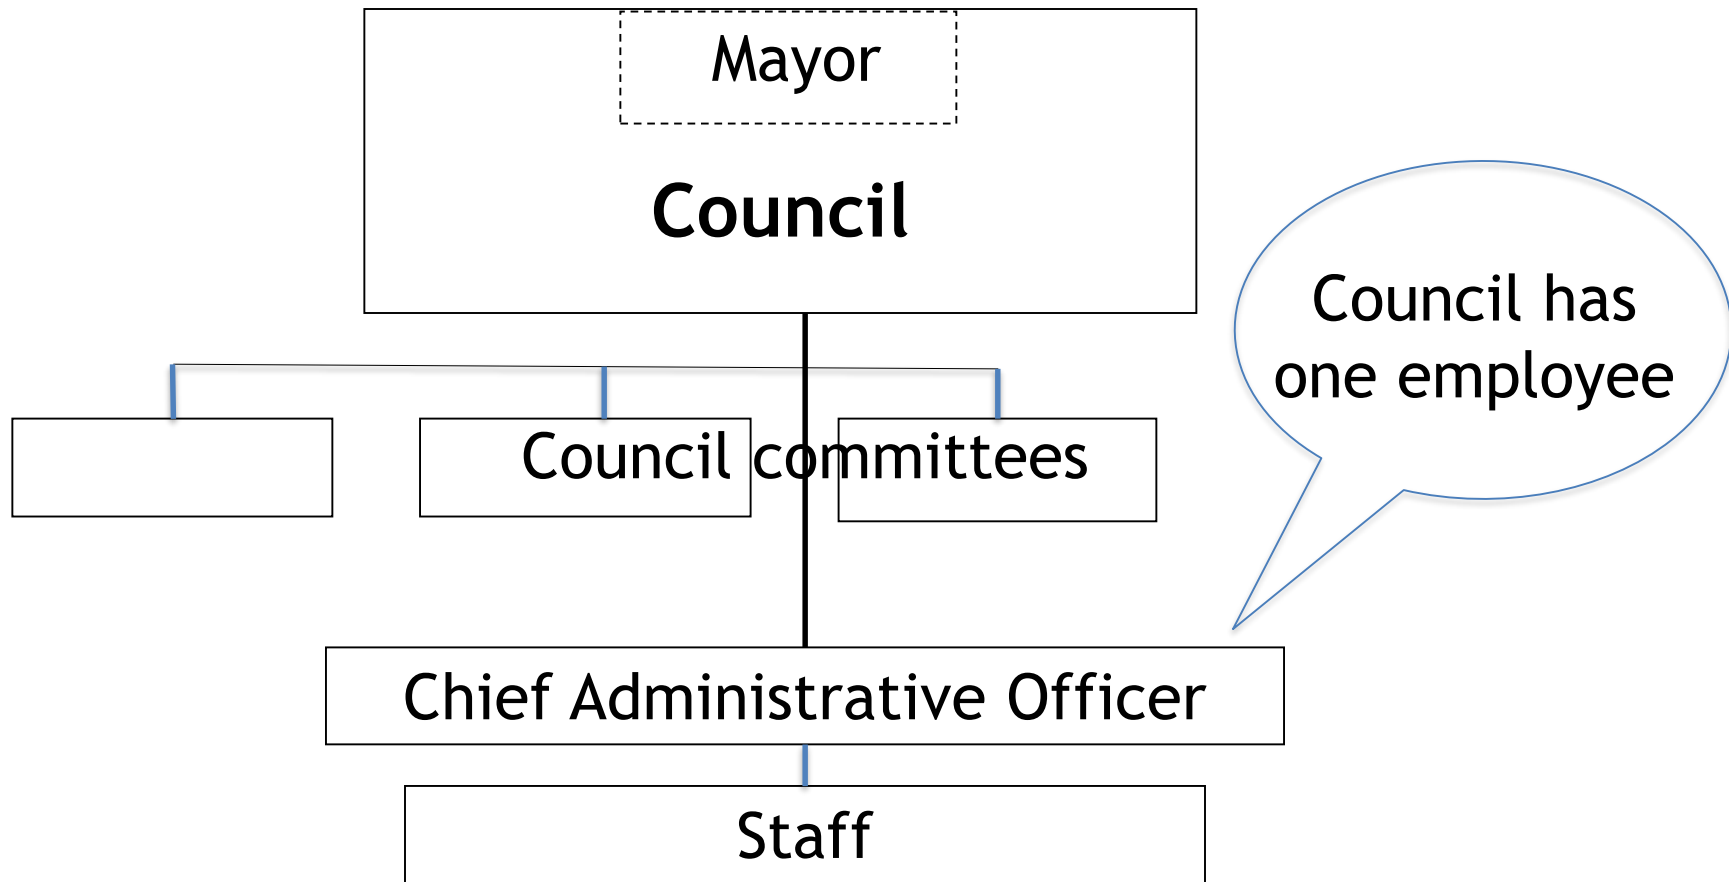 Mayor
Council
Council has
one employee
Council committees
Chief Administrative Officer
Staff